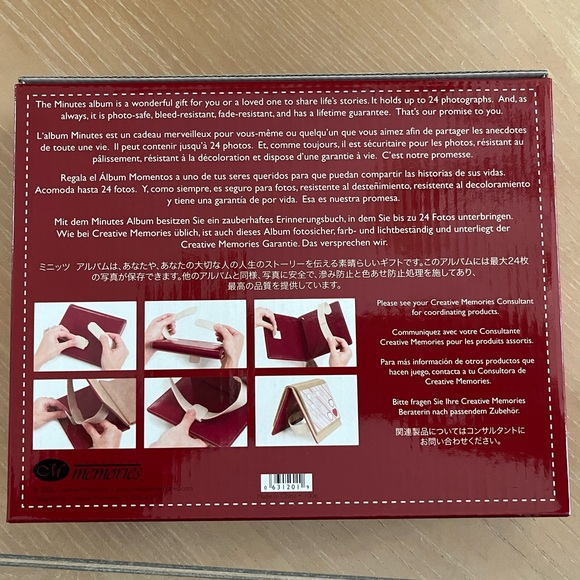 The Minutes album is a wonderful gift for you or a loved one to share life's stories. It holds up to 24 photographs. And, as
always, it is photo-safe, bleed-resistant, fade-resistant, and has a lifetime guarantee. That's our promise to you.
L'album Minutes est un cadeau merveilleux pour vous-même ou quelqu'un que vous aimez afin de partager les anecdotes
de toute une vie. Il peut contenir jusqu'à 24 photos. Et, comme toujours, il est sécuritaire pour les photos, résistant au
pâlissement, résistant à la décoloration et dispose d'une garantie à vie. C'est notre promesse.
Regala el Álbum Momentos a uno de tus seres queridos para que puedan compartir las historias de sus vidas.
Acomoda hasta 24 fotos. Y, como siempre, es seguro para fotos, resistente al desteñimiento, resistente al decoloramiento
y tiene una garantía de por vida. Esa es nuestra promesa.
Mit dem Minutes Album besitzen Sie ein zauberhaftes Erinnerungsbuch, in dem Sie bis zu 24 Fotos unterbringen.
Wie bei Creative Memories üblich, ist auch dieses Album fotosicher, farb- und lichtbeständig und unterliegt der
Creative Memories Garantie. Das versprechen wir.
ミニッツ アルバムは、あなたや、あなたの大切な人の人生のストーリーを伝える素晴らしいギフトです。このアルバムには最大24枚
の写真が保存できます。他のアルバムと同様、写真に安全で、滲み防止と色あせ防止処理を施してあり、
最高の品質を提供しています。
Please see your Creative Memories Consultant
for coordinating products.
Communiquez avec votre Consultante
Creative Memories pour les produits assortis.
Para más información de otros productos que
hacen juego, contacta a tu Consultora de
Creative Memories.
Bitte fragen Sie Ihre Creative Memories
Beraterin nach passendem Zubehör.
関連製品についてはコンサルタントに
お問い合わせください。
memories
0 631201 9